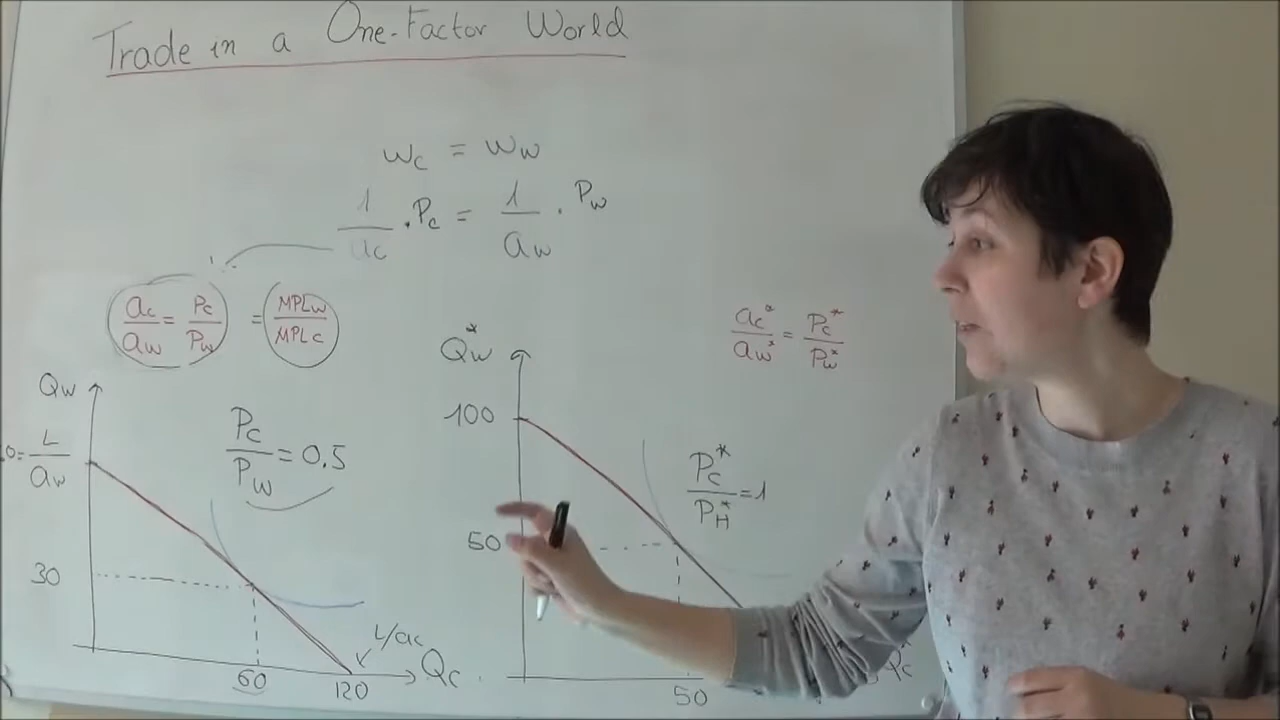 Trade in a One-Factor World
wc = ww
1/ac . Pc = 1/aw . Pw
ac/aw = Pc/Pw = MPLw/MPLc
ac*/aw* = Pc*/Pw*
Qw
0 = L/aw
Pc/Pw = 0.5
30
60
120
L/ac
Qc
Qw*
100
Pc*/PH* = 1
50
50
Qc*